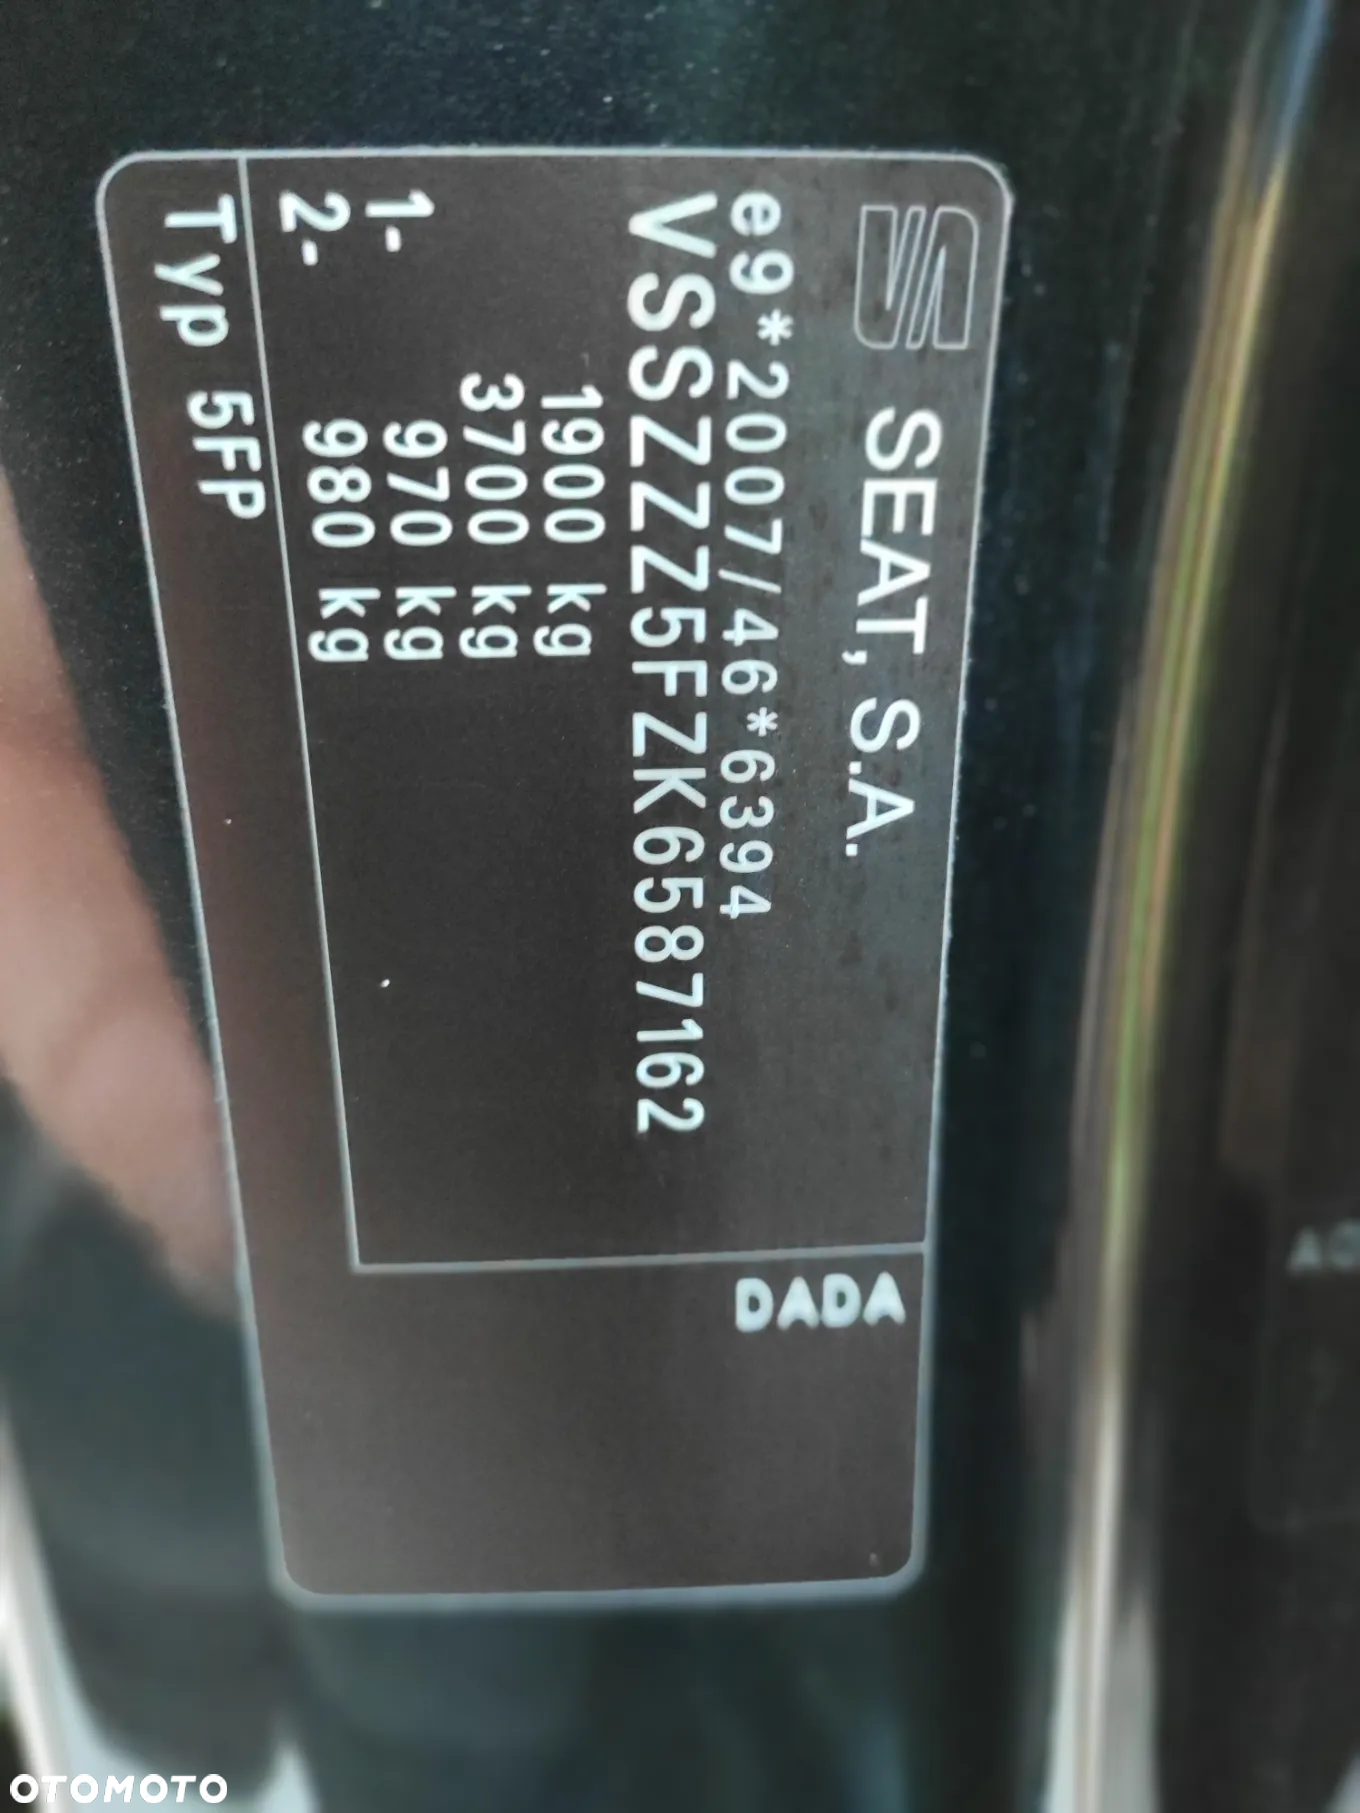 SEAT, S.A.
e9*2007/46*6394
VSSZZZ5FZK6587162
1900 kg
3700 kg
1- 970 kg
2- 980 kg
Typ 5FP
DADA
OTOMOTO